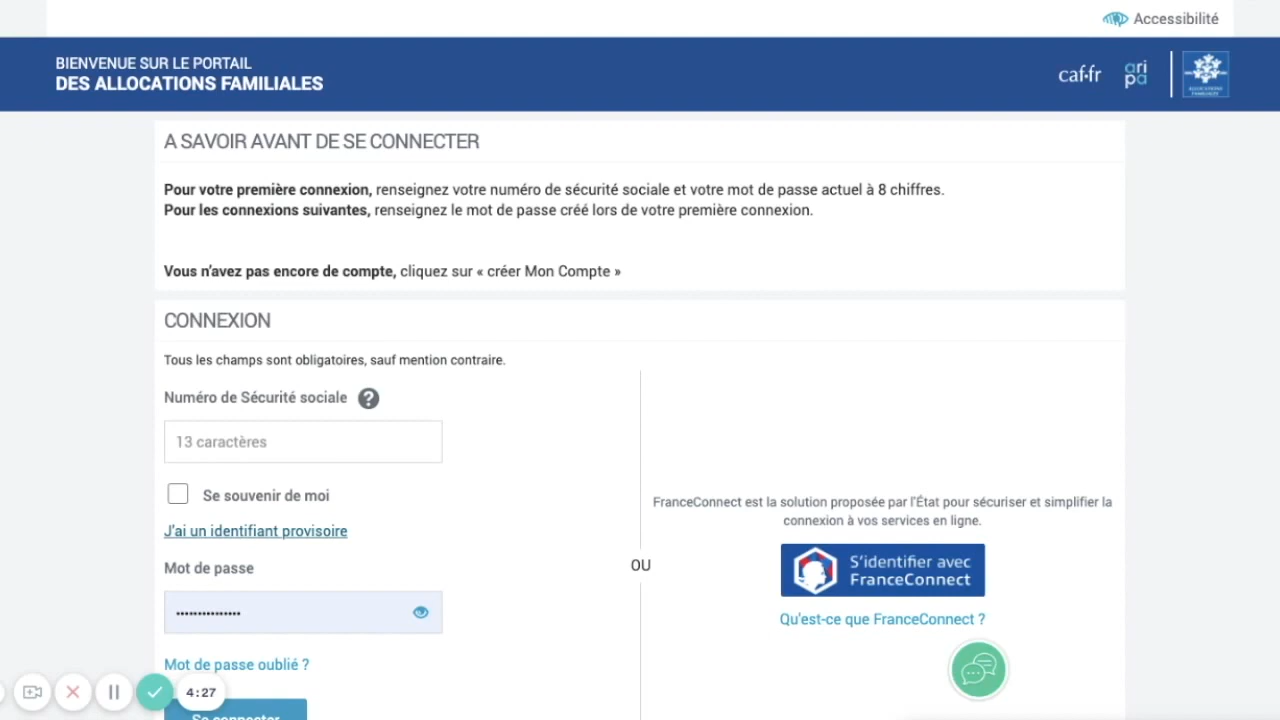 Accessibilité
BIENVENUE SUR LE PORTAIL
DES ALLOCATIONS FAMILIALES
caf.fr
aripa
ALLOCATIONS
FAMILIALES
A SAVOIR AVANT DE SE CONNECTER
Pour votre première connexion, renseignez votre numéro de sécurité sociale et votre mot de passe actuel à 8 chiffres.
Pour les connexions suivantes, renseignez le mot de passe créé lors de votre première connexion.
Vous n'avez pas encore de compte, cliquez sur « créer Mon Compte »
CONNEXION
Tous les champs sont obligatoires, sauf mention contraire.
Numéro de Sécurité sociale ?
13 caractères
Se souvenir de moi
J'ai un identifiant provisoire
Mot de passe
•••••••••••••••
Mot de passe oublié ?
Se connecter
OU
FranceConnect est la solution proposée par l'État pour sécuriser et simplifier la
connexion à vos services en ligne.
S'identifier avec
FranceConnect
Qu'est-ce que FranceConnect ?
4:27